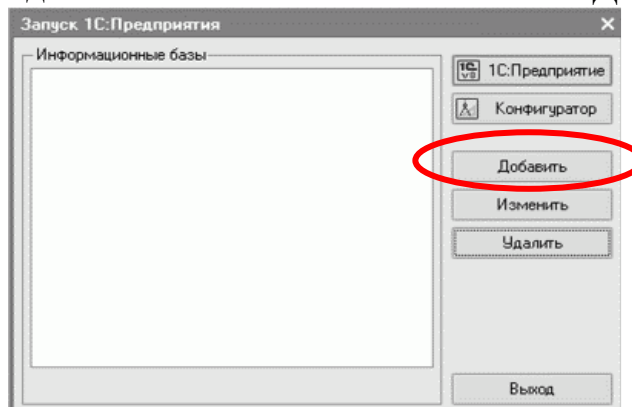 Запуск 1С:Предприятия
Информационные базы
1С:Предприятие
Конфигуратор
Добавить
Изменить
Удалить
Выход